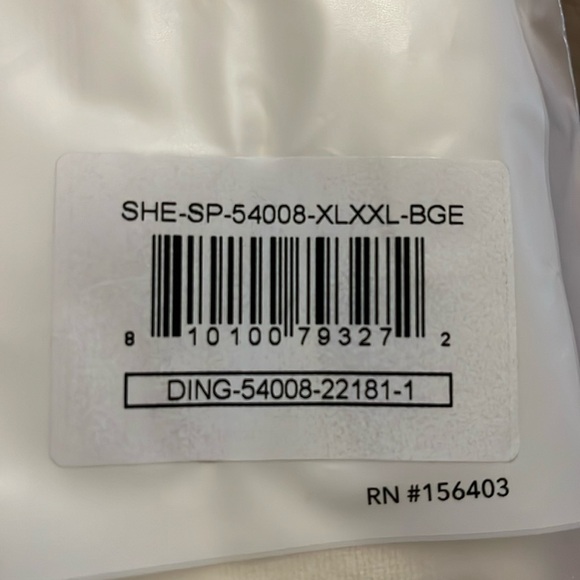 SHE-SP-54008-XLXXL-BGE
8 10100 79327 2
DING-54008-22181-1
RN #156403